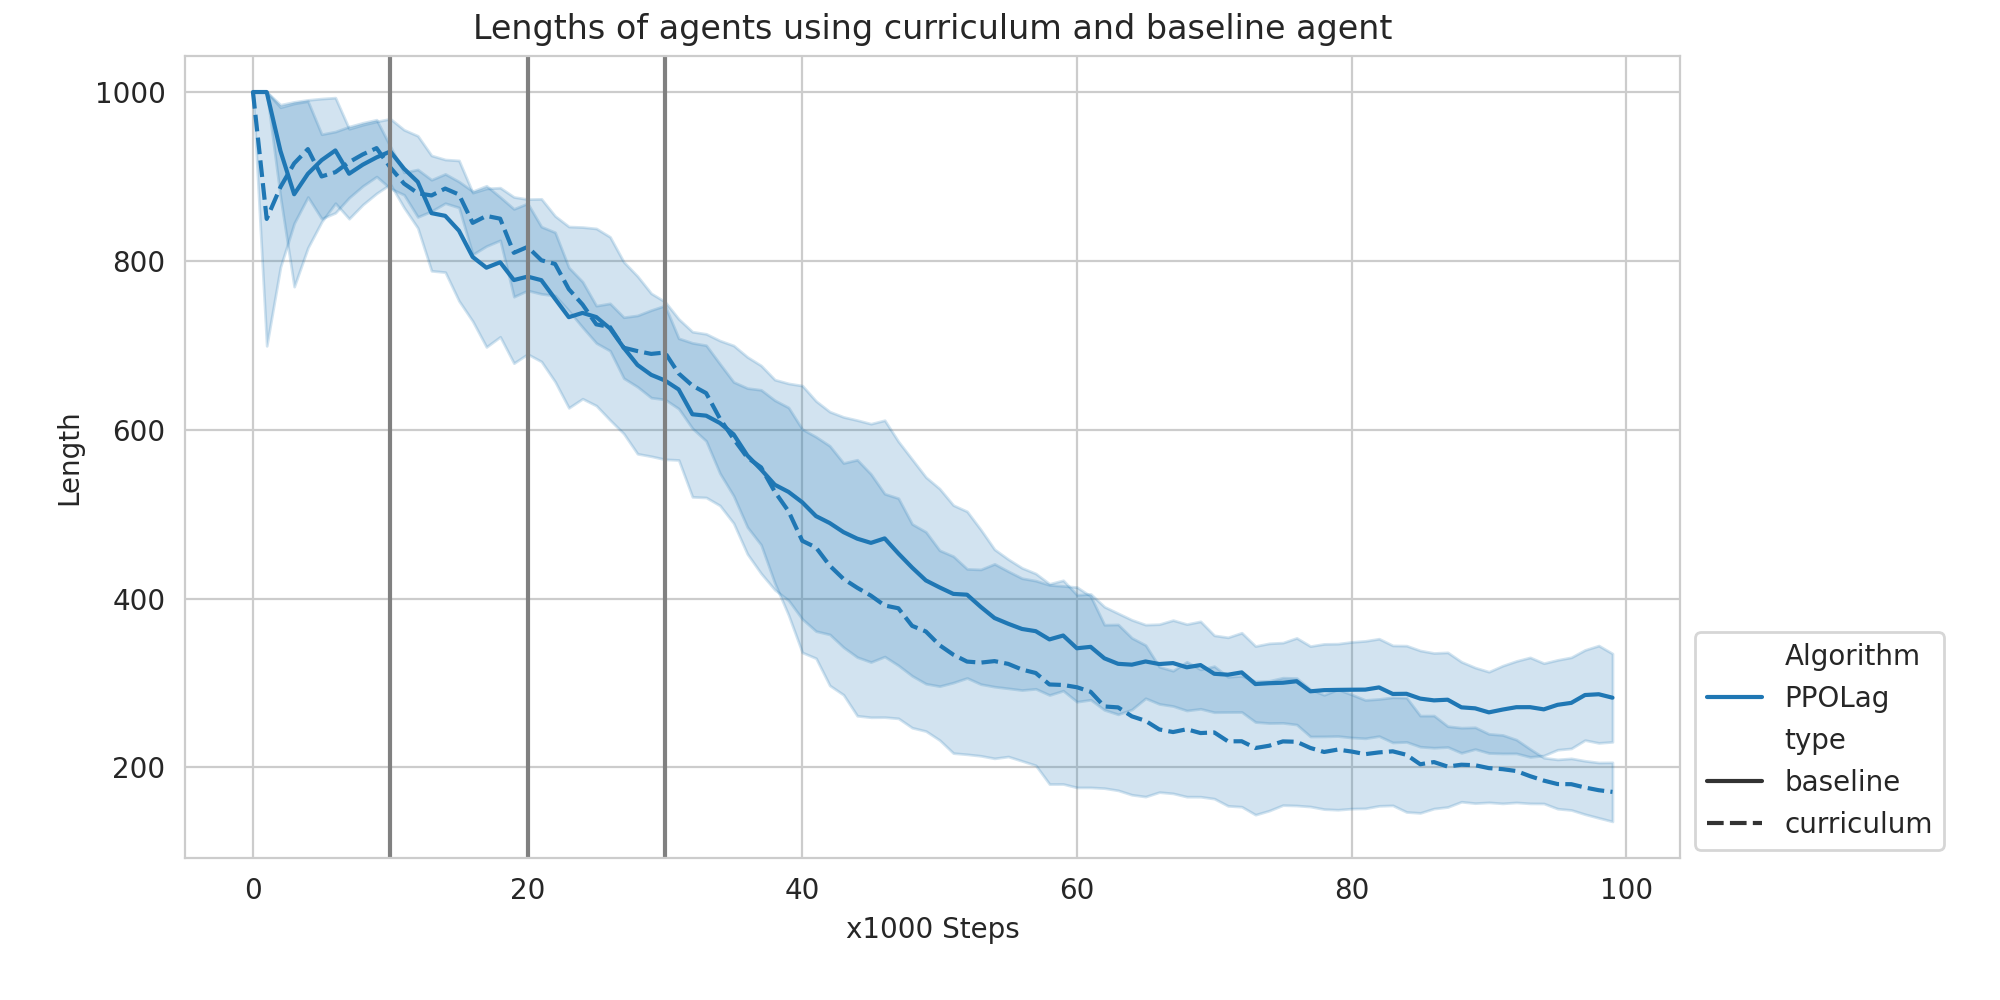 Lengths of agents using curriculum and baseline agent
1000
800
600
400
200
Length
0
20
40
60
80
100
x1000 Steps
Algorithm
PPOLag
type
baseline
curriculum